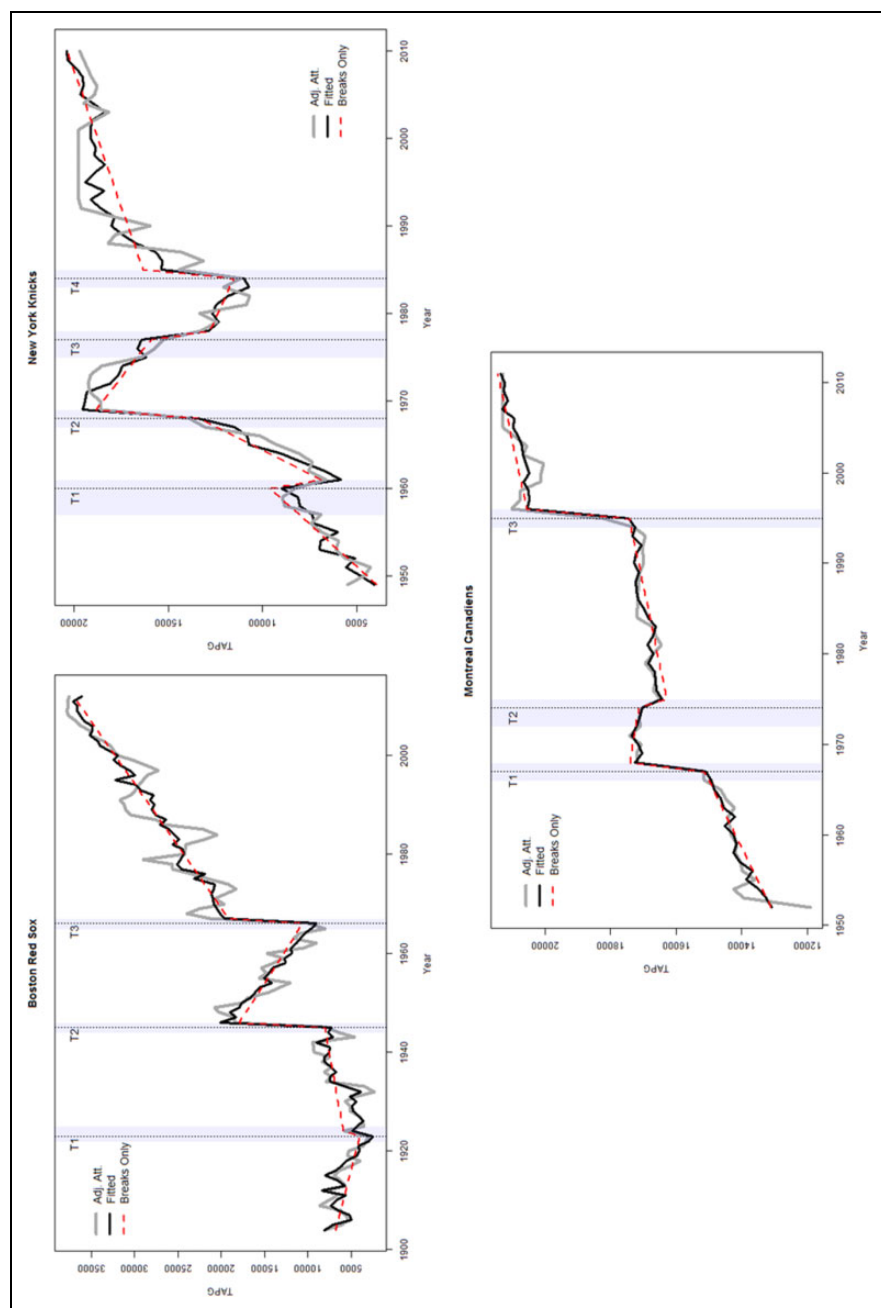 Boston Red Sox
TAPG
35000
30000
25000
20000
15000
10000
5000
T1
T2
T3
Adj. Att.
Fitted
Breaks Only
1900
1920
1940
1960
1980
2000
Year
New York Knicks
TAPG
20000
15000
10000
5000
T1
T2
T3
T4
Adj. Att.
Fitted
Breaks Only
1950
1960
1970
1980
1990
2000
2010
Year
Montreal Canadiens
TAPG
20000
18000
16000
14000
12000
T1
T2
T3
Adj. Att.
Fitted
Breaks Only
1950
1960
1970
1980
1990
2000
2010
Year